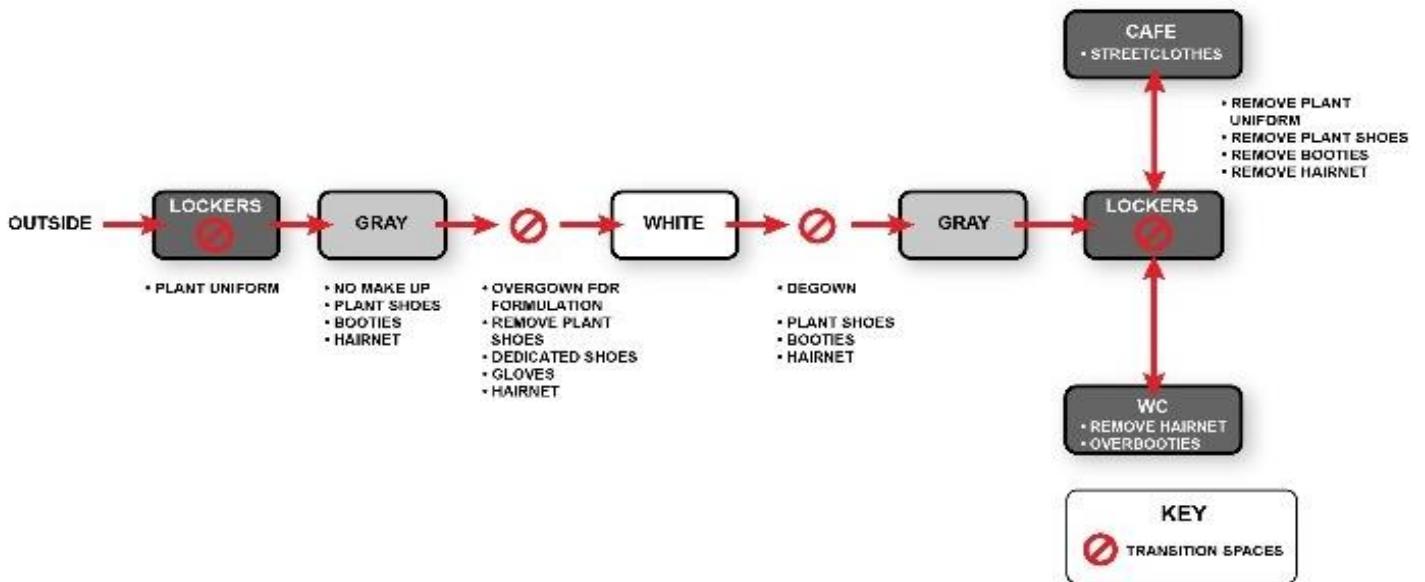 CAFE
• STREETCLOTHES
• REMOVE PLANT
UNIFORM
• REMOVE PLANT SHOES
• REMOVE BOOTIES
• REMOVE HAIRNET
OUTSIDE
LOCKERS
GRAY
WHITE
GRAY
LOCKERS
• PLANT UNIFORM
• NO MAKE UP
• PLANT SHOES
• BOOTIES
• HAIRNET
• OVERGOWN FOR
FORMULATION
• REMOVE PLANT
SHOES
• DEDICATED SHOES
• GLOVES
• HAIRNET
• DEGOWN
• PLANT SHOES
• BOOTIES
• HAIRNET
WC
• REMOVE HAIRNET
• OVERBOOTIES
KEY
TRANSITION SPACES